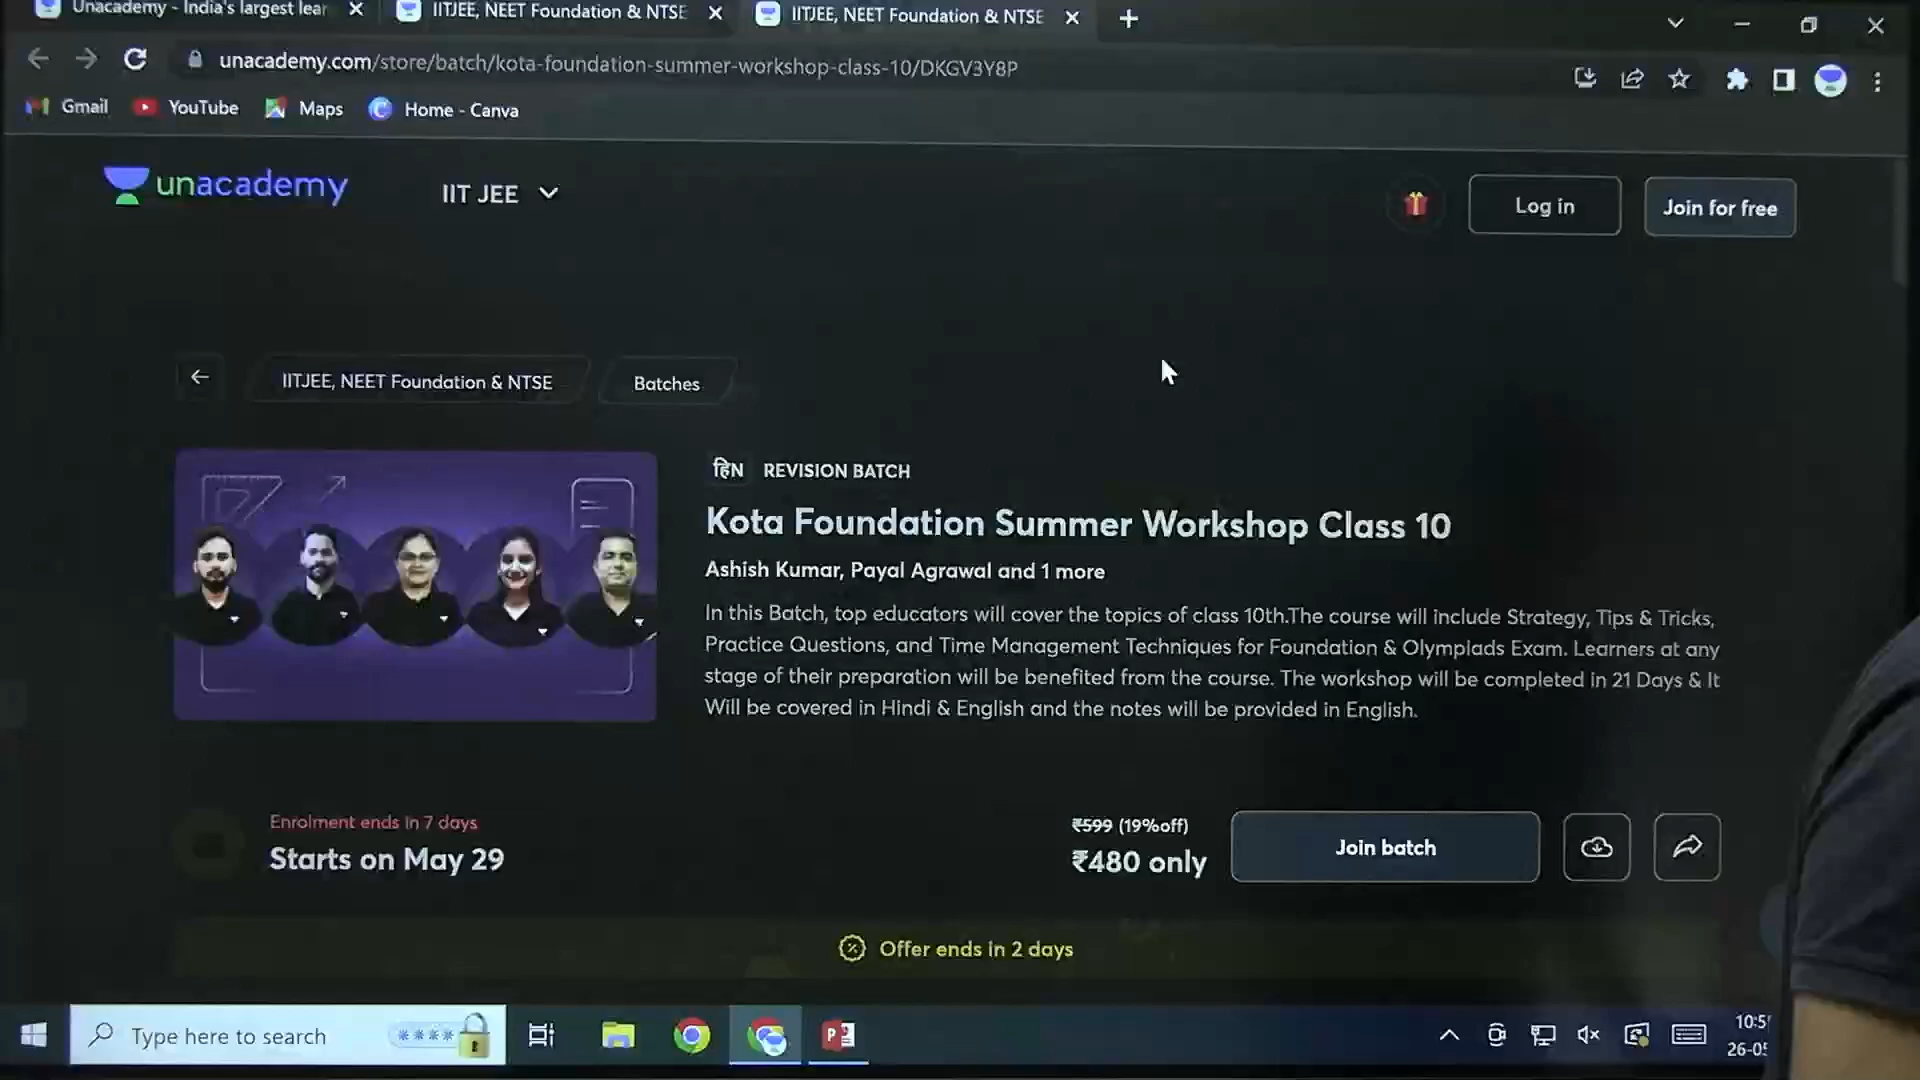 Unacademy - India's largest lear
IITJEE, NEET Foundation & NTSE
IITJEE, NEET Foundation & NTSE
unacademy.com/store/batch/kota-foundation-summer-workshop-class-10/DKGV3Y8P
Gmail
YouTube
Maps
Home - Canva
unacademy
IIT JEE
Log in
Join for free
IITJEE, NEET Foundation & NTSE
Batches
हिN REVISION BATCH
Kota Foundation Summer Workshop Class 10
Ashish Kumar, Payal Agrawal and 1 more
In this Batch, top educators will cover the topics of class 10th.The course will include Strategy, Tips & Tricks,
Practice Questions, and Time Management Techniques for Foundation & Olympiads Exam. Learners at any
stage of their preparation will be benefited from the course. The workshop will be completed in 21 Days & It
Will be covered in Hindi & English and the notes will be provided in English.
Enrolment ends in 7 days
Starts on May 29
₹599 (19%off)
₹480 only
Join batch
Offer ends in 2 days
Type here to search
10:5
26-0